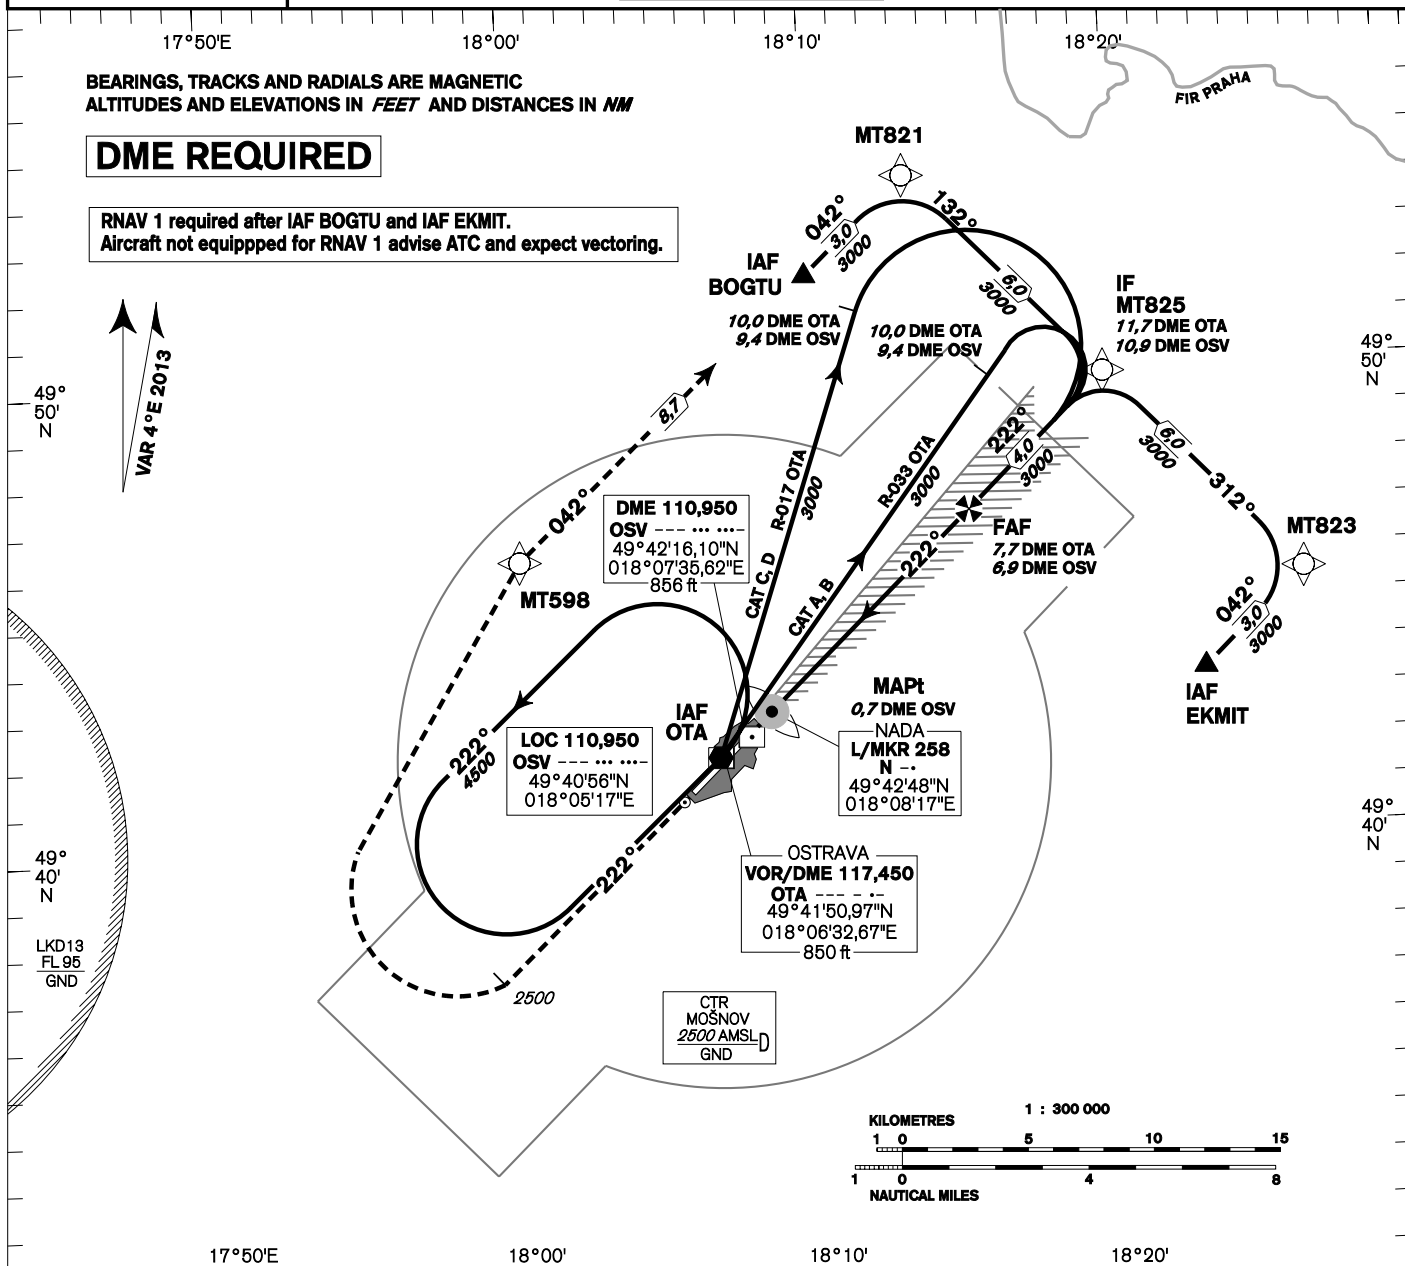 17°50'E
18°00'
18°10'
18°20'
BEARINGS, TRACKS AND RADIALS ARE MAGNETIC
ALTITUDES AND ELEVATIONS IN FEET AND DISTANCES IN NM
DME REQUIRED
RNAV 1 required after IAF BOGTU and IAF EKMIT.
Aircraft not equippped for RNAV 1 advise ATC and expect vectoring.
VAR 4°E 2013
FIR PRAHA
MT821
042°
3,0
3000
132°
IAF
BOGTU
6,0
3000
IF
MT825
11,7 DME OTA
10,9 DME OSV
10,0 DME OTA
9,4 DME OSV
10,0 DME OTA
9,4 DME OSV
49°
50'
N
49°
50'
N
8,7
042°
MT598
R-017 OTA
3000
CAT C, D
R-033 OTA
3000
CAT A, B
222°
4,0
3000
222°
FAF
7,7 DME OTA
6,9 DME OSV
6,0
3000
312°
MT823
042°
3,0
3000
IAF
EKMIT
DME 110,950
OSV --- ··· ···-
49°42'16,10"N
018°07'35,62"E
856 ft
MAPt
0,7 DME OSV
NADA
L/MKR 258
N -·
49°42'48"N
018°08'17"E
IAF
OTA
LOC 110,950
OSV --- ··· ···-
49°40'56"N
018°05'17"E
222°
4500
222°
2500
OSTRAVA
VOR/DME 117,450
OTA --- - ·-
49°41'50,97"N
018°06'32,67"E
850 ft
49°
40'
N
49°
40'
N
LKD13
FL 95
GND
CTR
MOŠNOV
2500 AMSL
GND
D
1 : 300 000
KILOMETRES
1 0 5 10 15
1 0 4 8
NAUTICAL MILES
17°50'E
18°00'
18°10'
18°20'